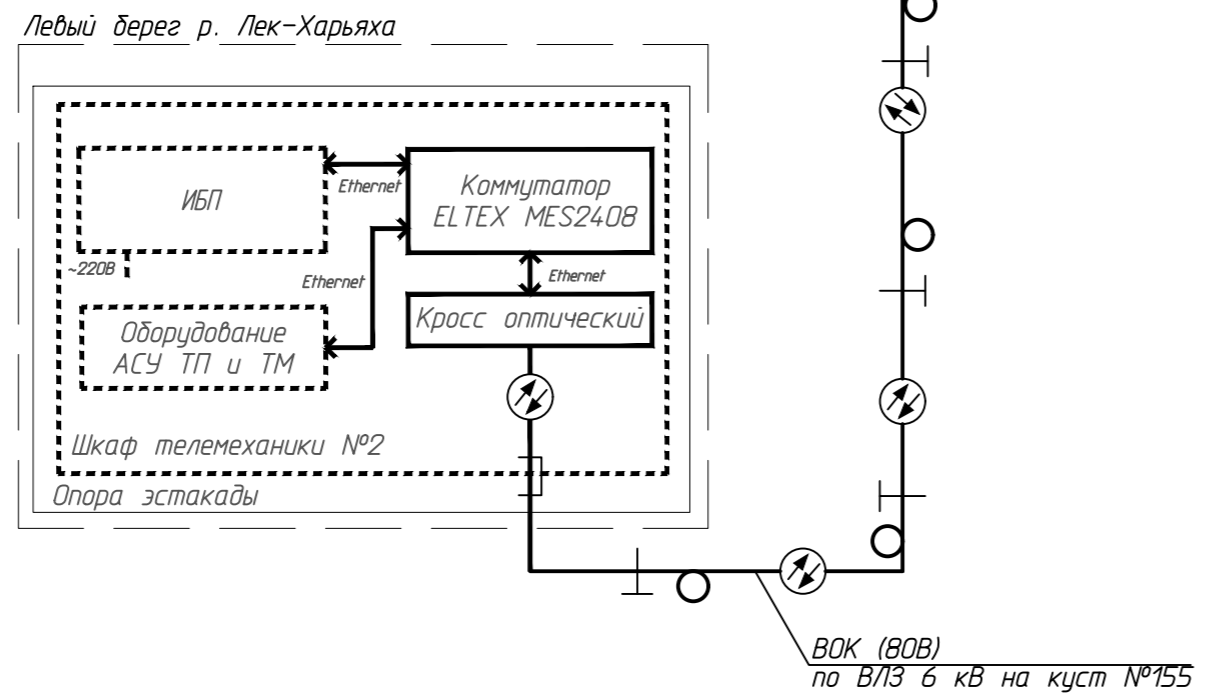 Левый берег р. Лек-Харьяха
ИБП
Ethernet
Коммутатор
ELTEX MES2408
~220В
Ethernet
Ethernet
Оборудование
АСУ ТП и ТМ
Кросс оптический
Шкаф телемеханики №2
Опора эстакады
ВОК (8ОВ)
по ВЛЗ 6 кВ на куст №155